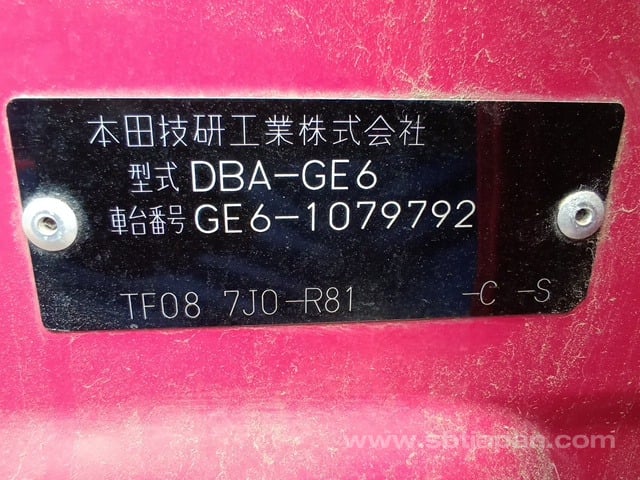 本田技研工業株式会社
型式 DBA-GE6
車台番号 GE6-1079792
TF08 7J0-R81 -C -S
www.sbtjapan.com